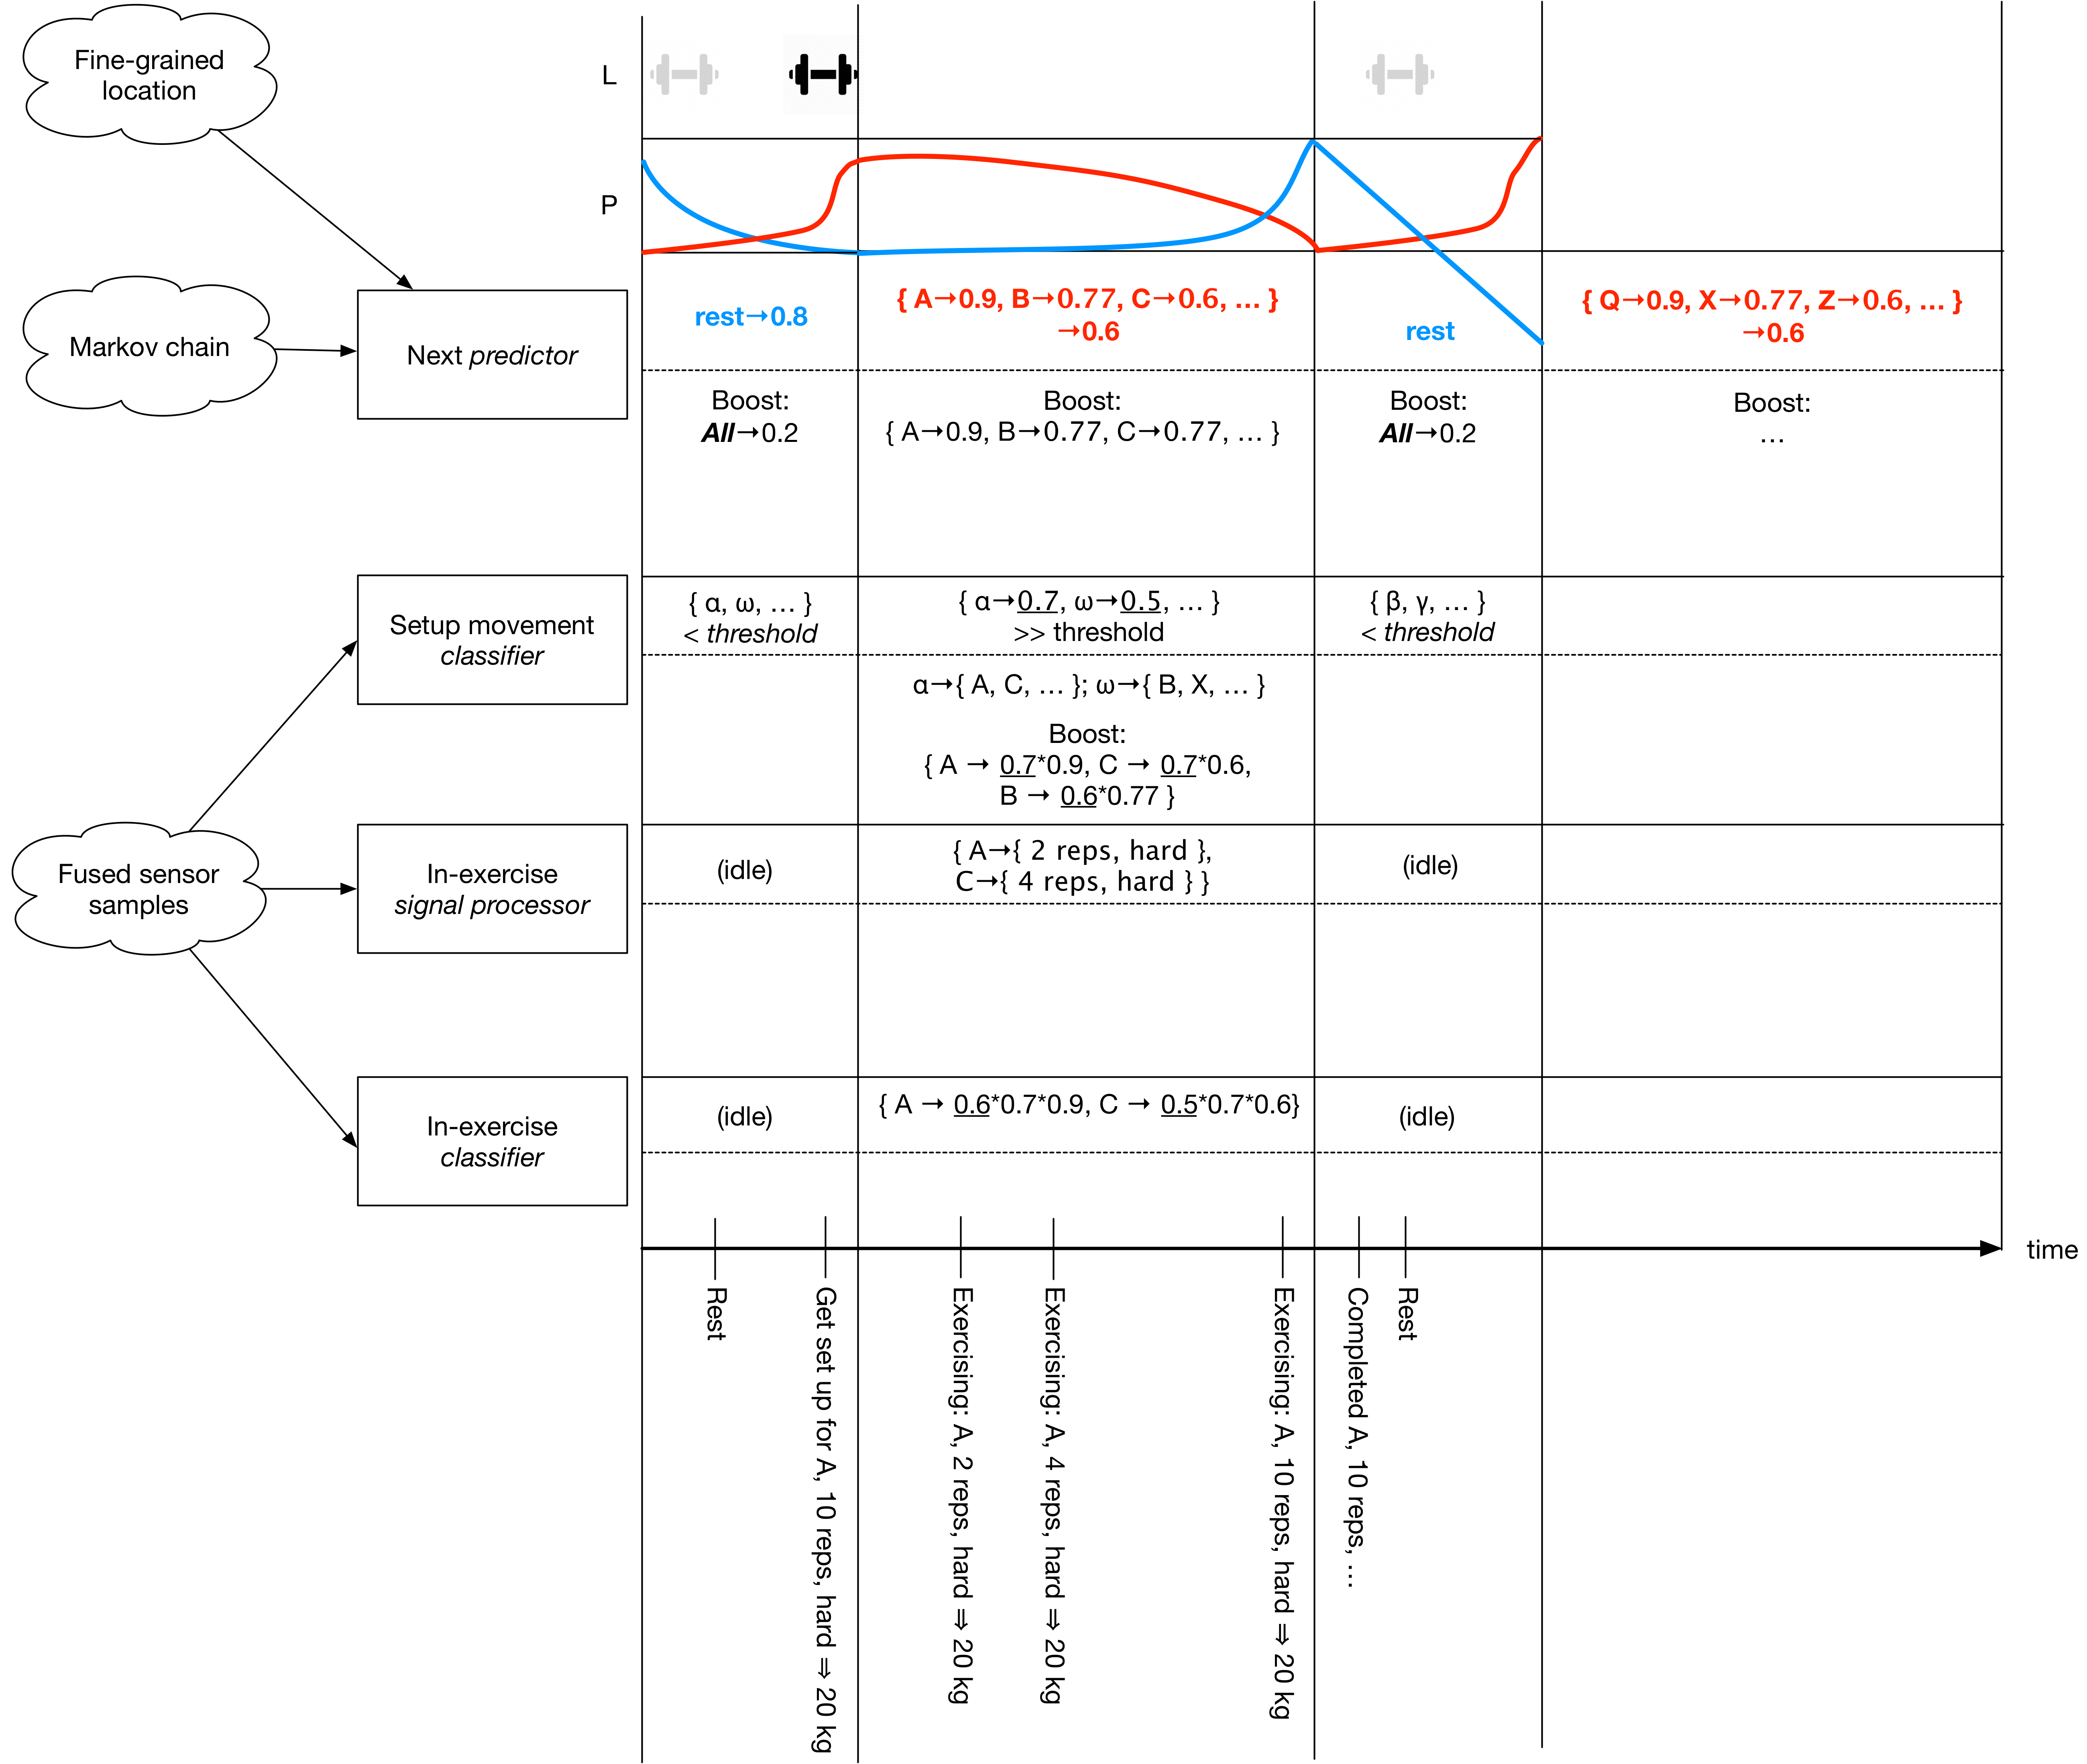 Fine-grained
location
L
P
Markov chain
Next predictor
rest→0.8
{ A→0.9, B→0.77, C→0.6, … }
→0.6
rest
{ Q→0.9, X→0.77, Z→0.6, … }
→0.6
Boost:
All→0.2
Boost:
{ A→0.9, B→0.77, C→0.77, … }
Boost:
All→0.2
Boost:
…
Setup movement
classifier
{ α, ω, … }
< threshold
{ α→0.7, ω→0.5, … }
>> threshold
{ β, γ, … }
< threshold
α→{ A, C, … }; ω→{ B, X, … }
Boost:
{ A → 0.7*0.9, C → 0.7*0.6,
B → 0.6*0.77 }
Fused sensor
samples
In-exercise
signal processor
(idle)
{ A→{ 2 reps, hard },
C→{ 4 reps, hard } }
(idle)
In-exercise
classifier
(idle)
{ A → 0.6*0.7*0.9, C → 0.5*0.7*0.6}
(idle)
time
Rest
Get set up for A, 10 reps, hard ⇒ 20 kg
Exercising: A, 2 reps, hard ⇒ 20 kg
Exercising: A, 4 reps, hard ⇒ 20 kg
Exercising: A, 10 reps, hard ⇒ 20 kg
Completed A, 10 reps, …
Rest